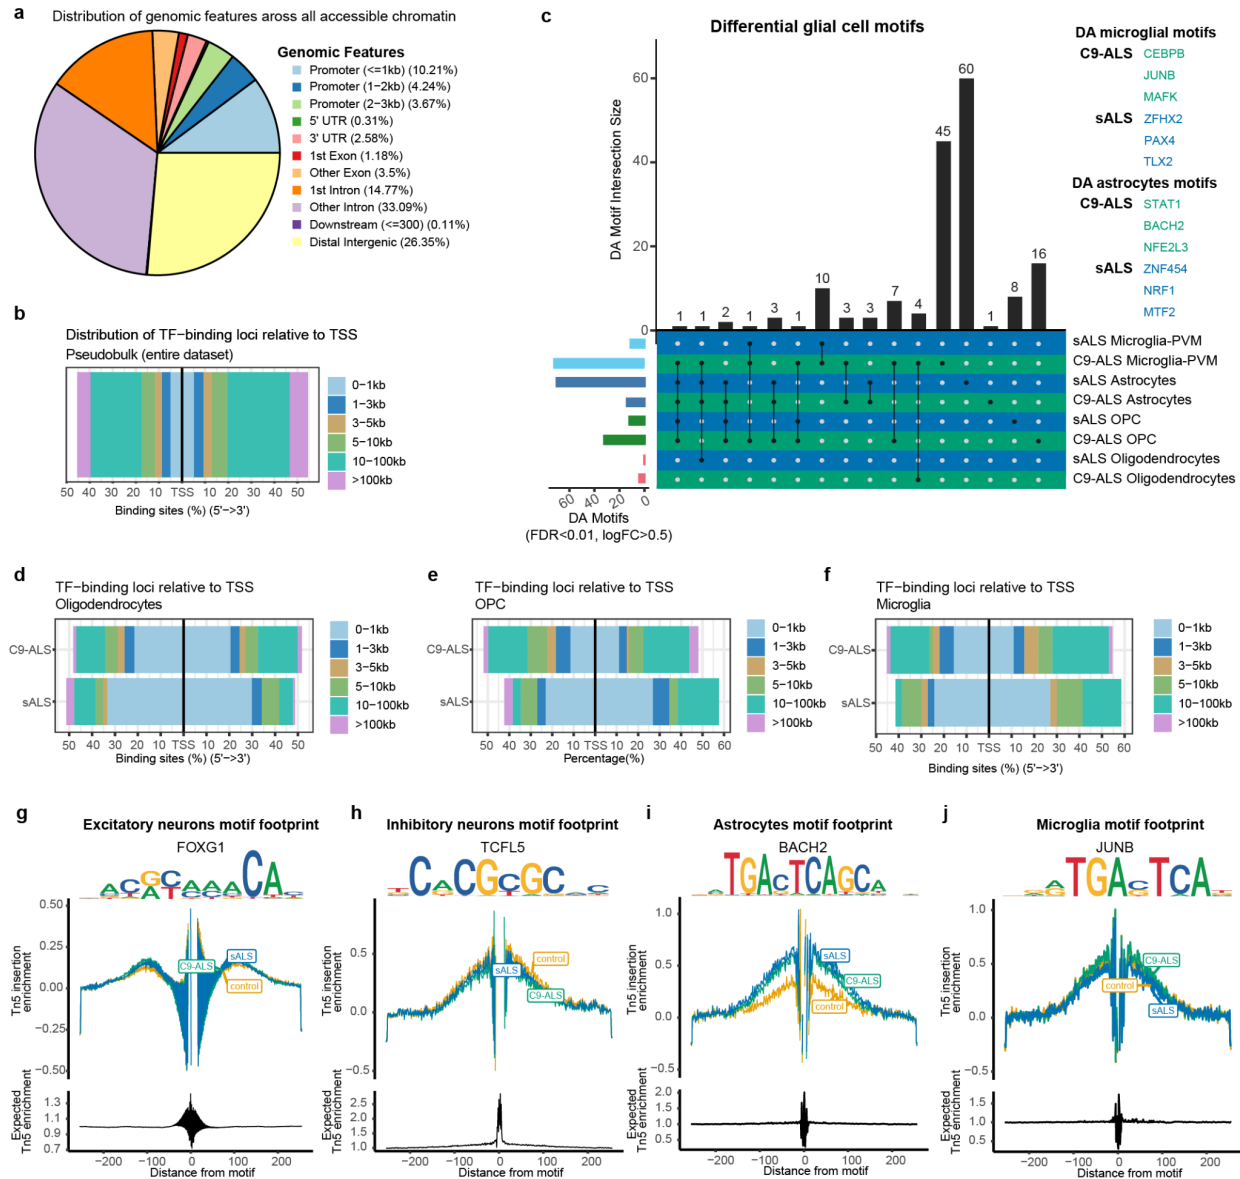 a
Distribution of genomic features aross all accessible chromatin
Genomic Features
Promoter (<=1kb) (10.21%)
Promoter (1−2kb) (4.24%)
Promoter (2−3kb) (3.67%)
5' UTR (0.31%)
3' UTR (2.58%)
1st Exon (1.18%)
Other Exon (3.5%)
1st Intron (14.77%)
Other Intron (33.09%)
Downstream (<=300) (0.11%)
Distal Intergenic (26.35%)
b
Distribution of TF−binding loci relative to TSS
Pseudobulk (entire dataset)
0−1kb
1−3kb
3−5kb
5−10kb
10−100kb
>100kb
50 40 30 20 10 TSS 10 20 30 40 50
Binding sites (%) (5'−>3')
c
Differential glial cell motifs
DA Motif Intersection Size
60
40
20
0
1 1 2 1 3 1 10 3 3 7 4 45 60 1 8 16
DA microglial motifs
C9-ALS CEBPB
JUNB
MAFK
sALS ZFHX2
PAX4
TLX2
DA astrocytes motifs
C9-ALS STAT1
BACH2
NFE2L3
sALS ZNF454
NRF1
MTF2
sALS Microglia-PVM
C9-ALS Microglia-PVM
sALS Astrocytes
C9-ALS Astrocytes
sALS OPC
C9-ALS OPC
sALS Oligodendrocytes
C9-ALS Oligodendrocytes
60 40 20 0
DA Motifs
(FDR<0.01, logFC>0.5)
d
TF−binding loci relative to TSS
Oligodendrocytes
C9-ALS
sALS
0−1kb
1−3kb
3−5kb
5−10kb
10−100kb
>100kb
50 40 30 20 10 TSS 10 20 30 40 50
Binding sites (%) (5'−>3')
e
TF−binding loci relative to TSS
OPC
C9-ALS
sALS
0−1kb
1−3kb
3−5kb
5−10kb
10−100kb
>100kb
50 40 30 20 10 TSS 10 20 30 40 50
Percentage(%)
f
TF−binding loci relative to TSS
Microglia
C9-ALS
sALS
0−1kb
1−3kb
3−5kb
5−10kb
10−100kb
>100kb
50 40 30 20 10 TSS 10 20 30 40 50 60
Binding sites (%) (5'−>3')
g
Excitatory neurons motif footprint
FOXG1
Tn5 insertion
enrichment
0.50
0.25
0.00
−0.25
−0.50
C9-ALS
sALS
control
Expected
Tn5 enrichment
1.3
1.1
0.9
0.7
−200 −100 0 100 200
Distance from motif
h
Inhibitory neurons motif footprint
TCFL5
Tn5 insertion
enrichment
0.5
0.0
−0.5
sALS
control
C9-ALS
Expected
Tn5 enrichment
2.5
2.0
1.5
1.0
−200 −100 0 100 200
Distance from motif
i
Astrocytes motif footprint
BACH2
Tn5 insertion
enrichment
1.0
0.5
0.0
−0.5
sALS
C9-ALS
control
Expected
Tn5 enrichment
2.0
1.5
1.0
0.5
−200 −100 0 100 200
Distance from motif
j
Microglia motif footprint
JUNB
Tn5 insertion
enrichment
1.0
0.5
0.0
−0.5
C9-ALS
control
sALS
Expected
Tn5 enrichment
1.5
1.0
0.5
−200 −100 0 100 200
Distance from motif